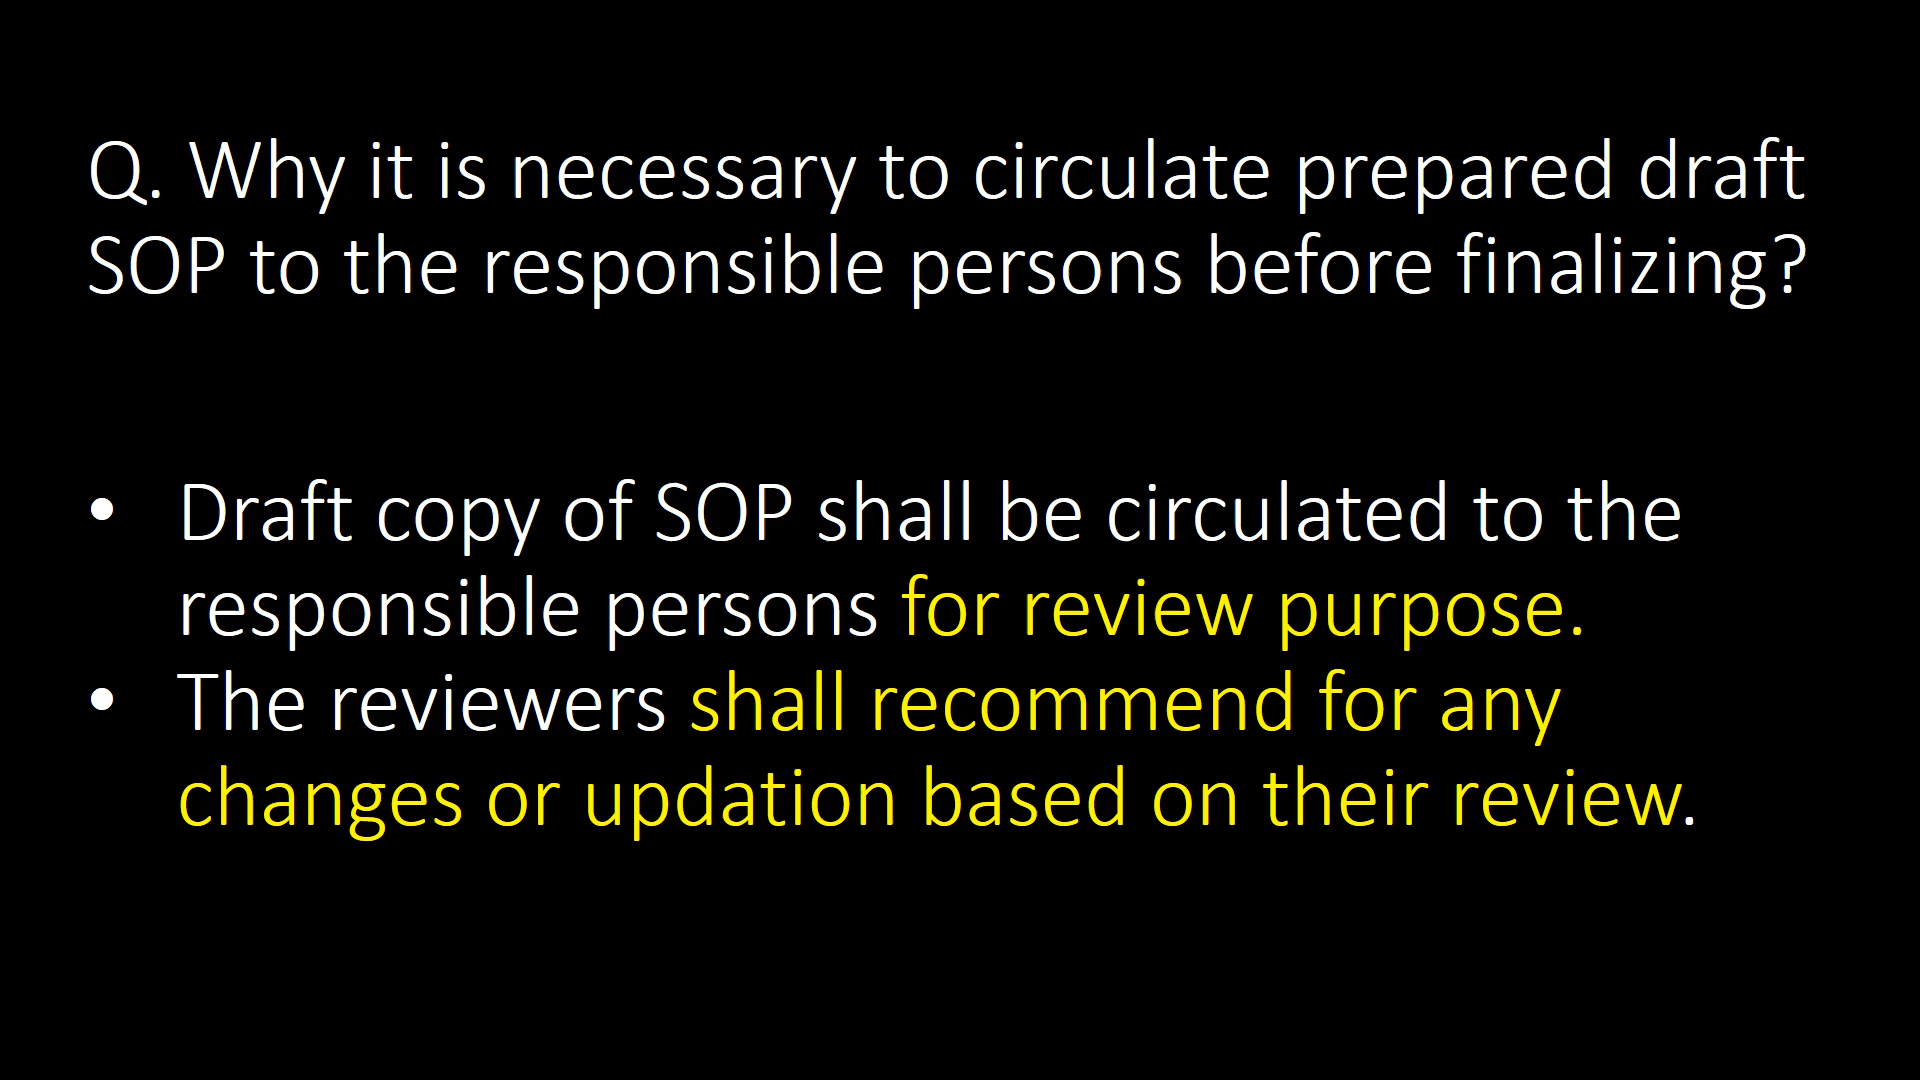 Q. Why it is necessary to circulate prepared draft
SOP to the responsible persons before finalizing?
• Draft copy of SOP shall be circulated to the
responsible persons for review purpose.
• The reviewers shall recommend for any
changes or updation based on their review.